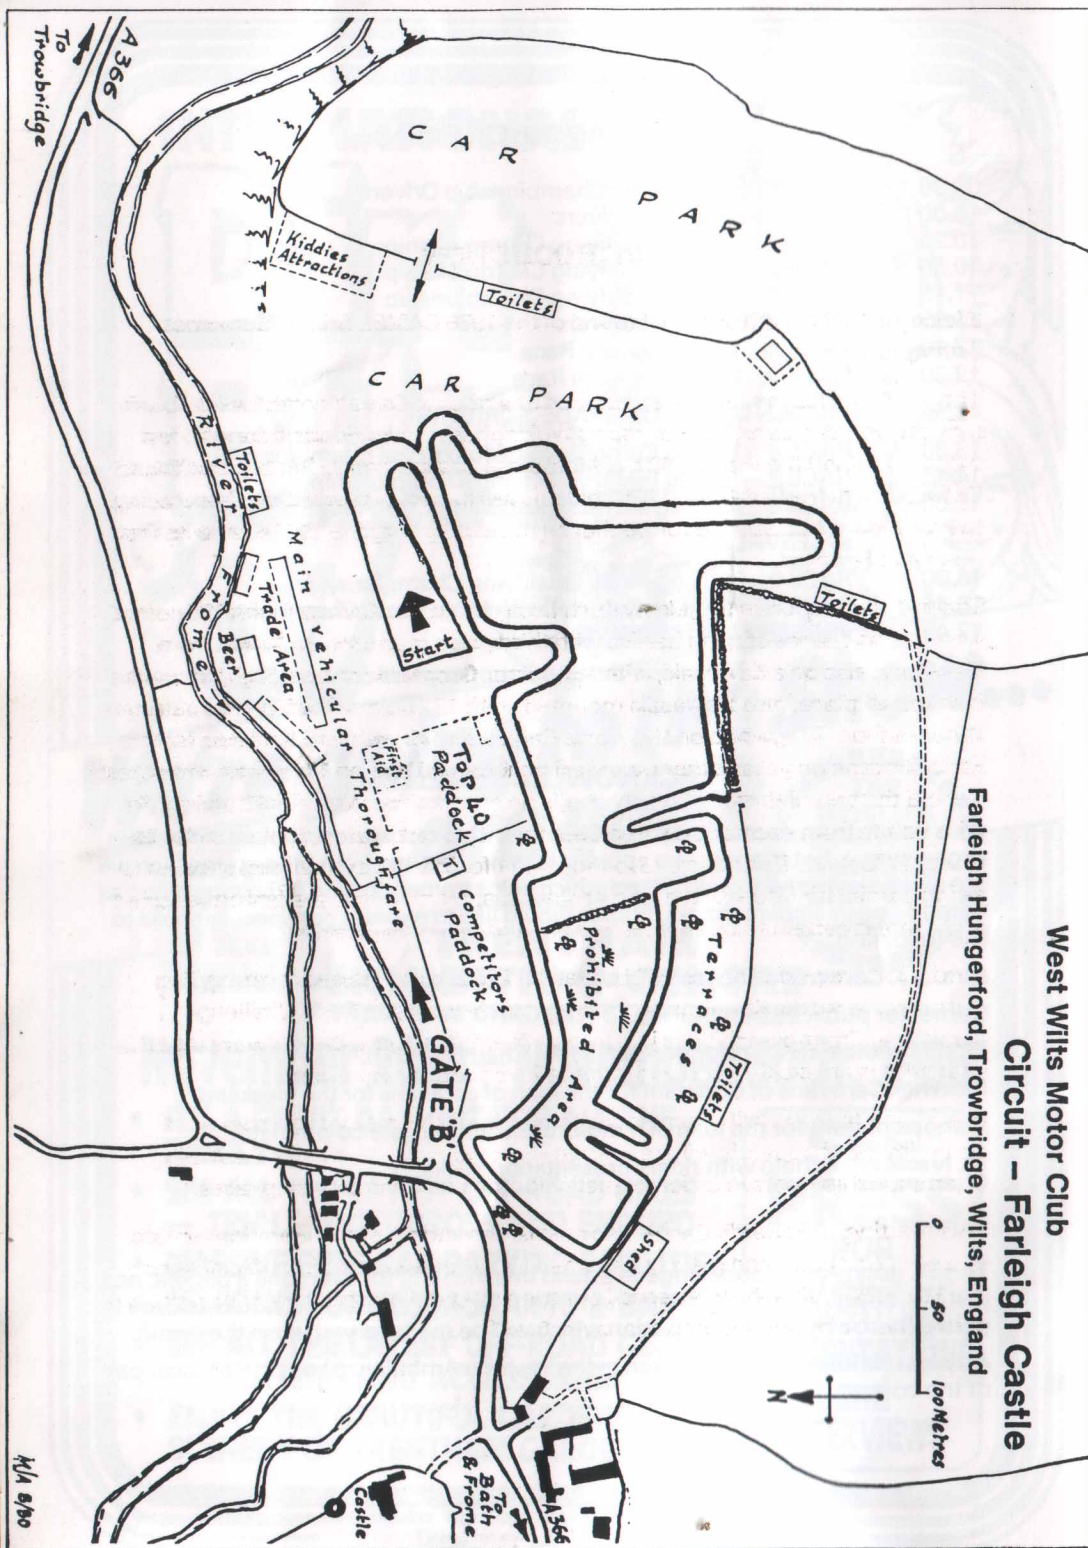 West Wilts Motor Club
Circuit – Farleigh Castle
Farleigh Hungerford, Trowbridge, Wilts, England
0
50
100 Metres
N
A366
To
Trowbridge
CAR
PARK
Kiddies
Attractions
Toilets
CAR
PARK
Toilets
River Frome
Toilets
Start
Main vehicular Thoroughfare
Trade Area
Beer
First
Aid
TOP 40
Paddock
Competitors
Paddock
Terrace
Prohibited Area
Toilets
GATE B
Shed
To
Bath
& Frome
A366
Castle
M/A 8/80